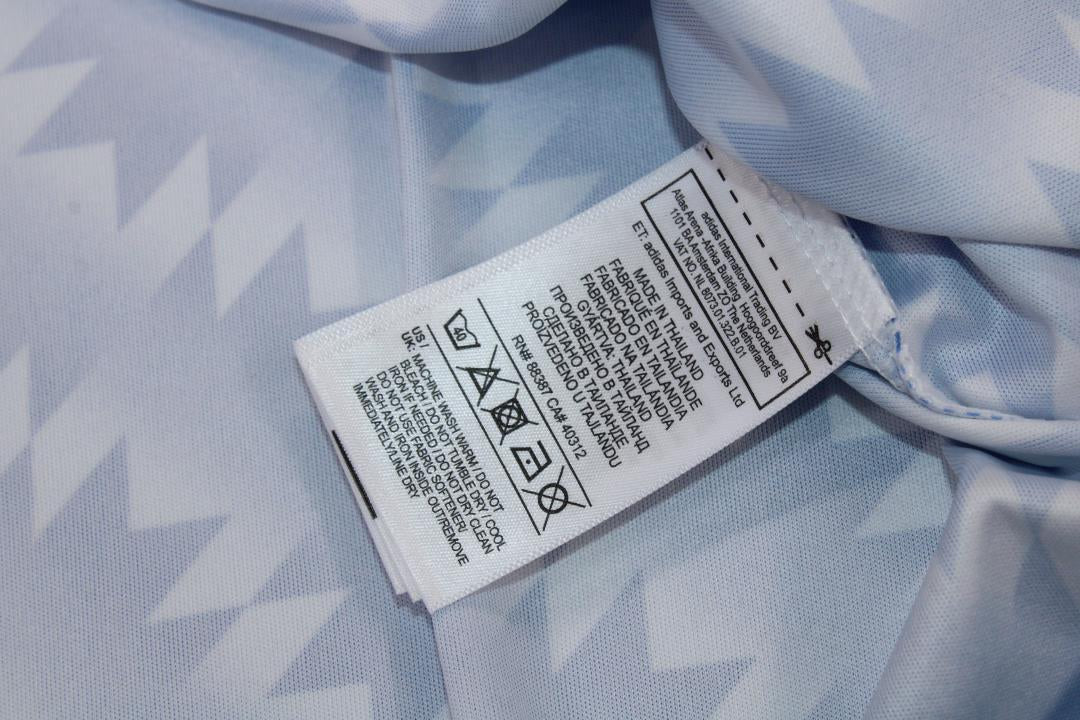 adidas International Trading BV
Atlas Arena -Afrika Building Hoogoorddreef 9a
1101 BA Amsterdam ZO The Netherlands
VAT NO. NL 8073.01.322.B.01
ET: adidas Imports and Exports Ltd
MADE IN THAILAND
FABRIQUÉ EN THAÏLANDE
FABRICADO EN TAILANDIA
FABRICADO NA TAILÂNDIA
GYÁRTVA: THAILAND
ПРОИЗВЕДЕНО В ТАЙЛАНД
СДЕЛАНО В ТАИЛАНДЕ
PROIZVEDENO U TAJLANDU
RN# 88387 CA# 40312
40
US /
UK: MACHINE WASH WARM / DO NOT
BLEACH / DO NOT TUMBLE DRY / COOL
IRON IF NEEDED / DO NOT DRY CLEAN
DO NOT USE FABRIC SOFTENER/
WASH AND IRON INSIDE OUT/REMOVE
IMMEDIATELY/LINE DRY